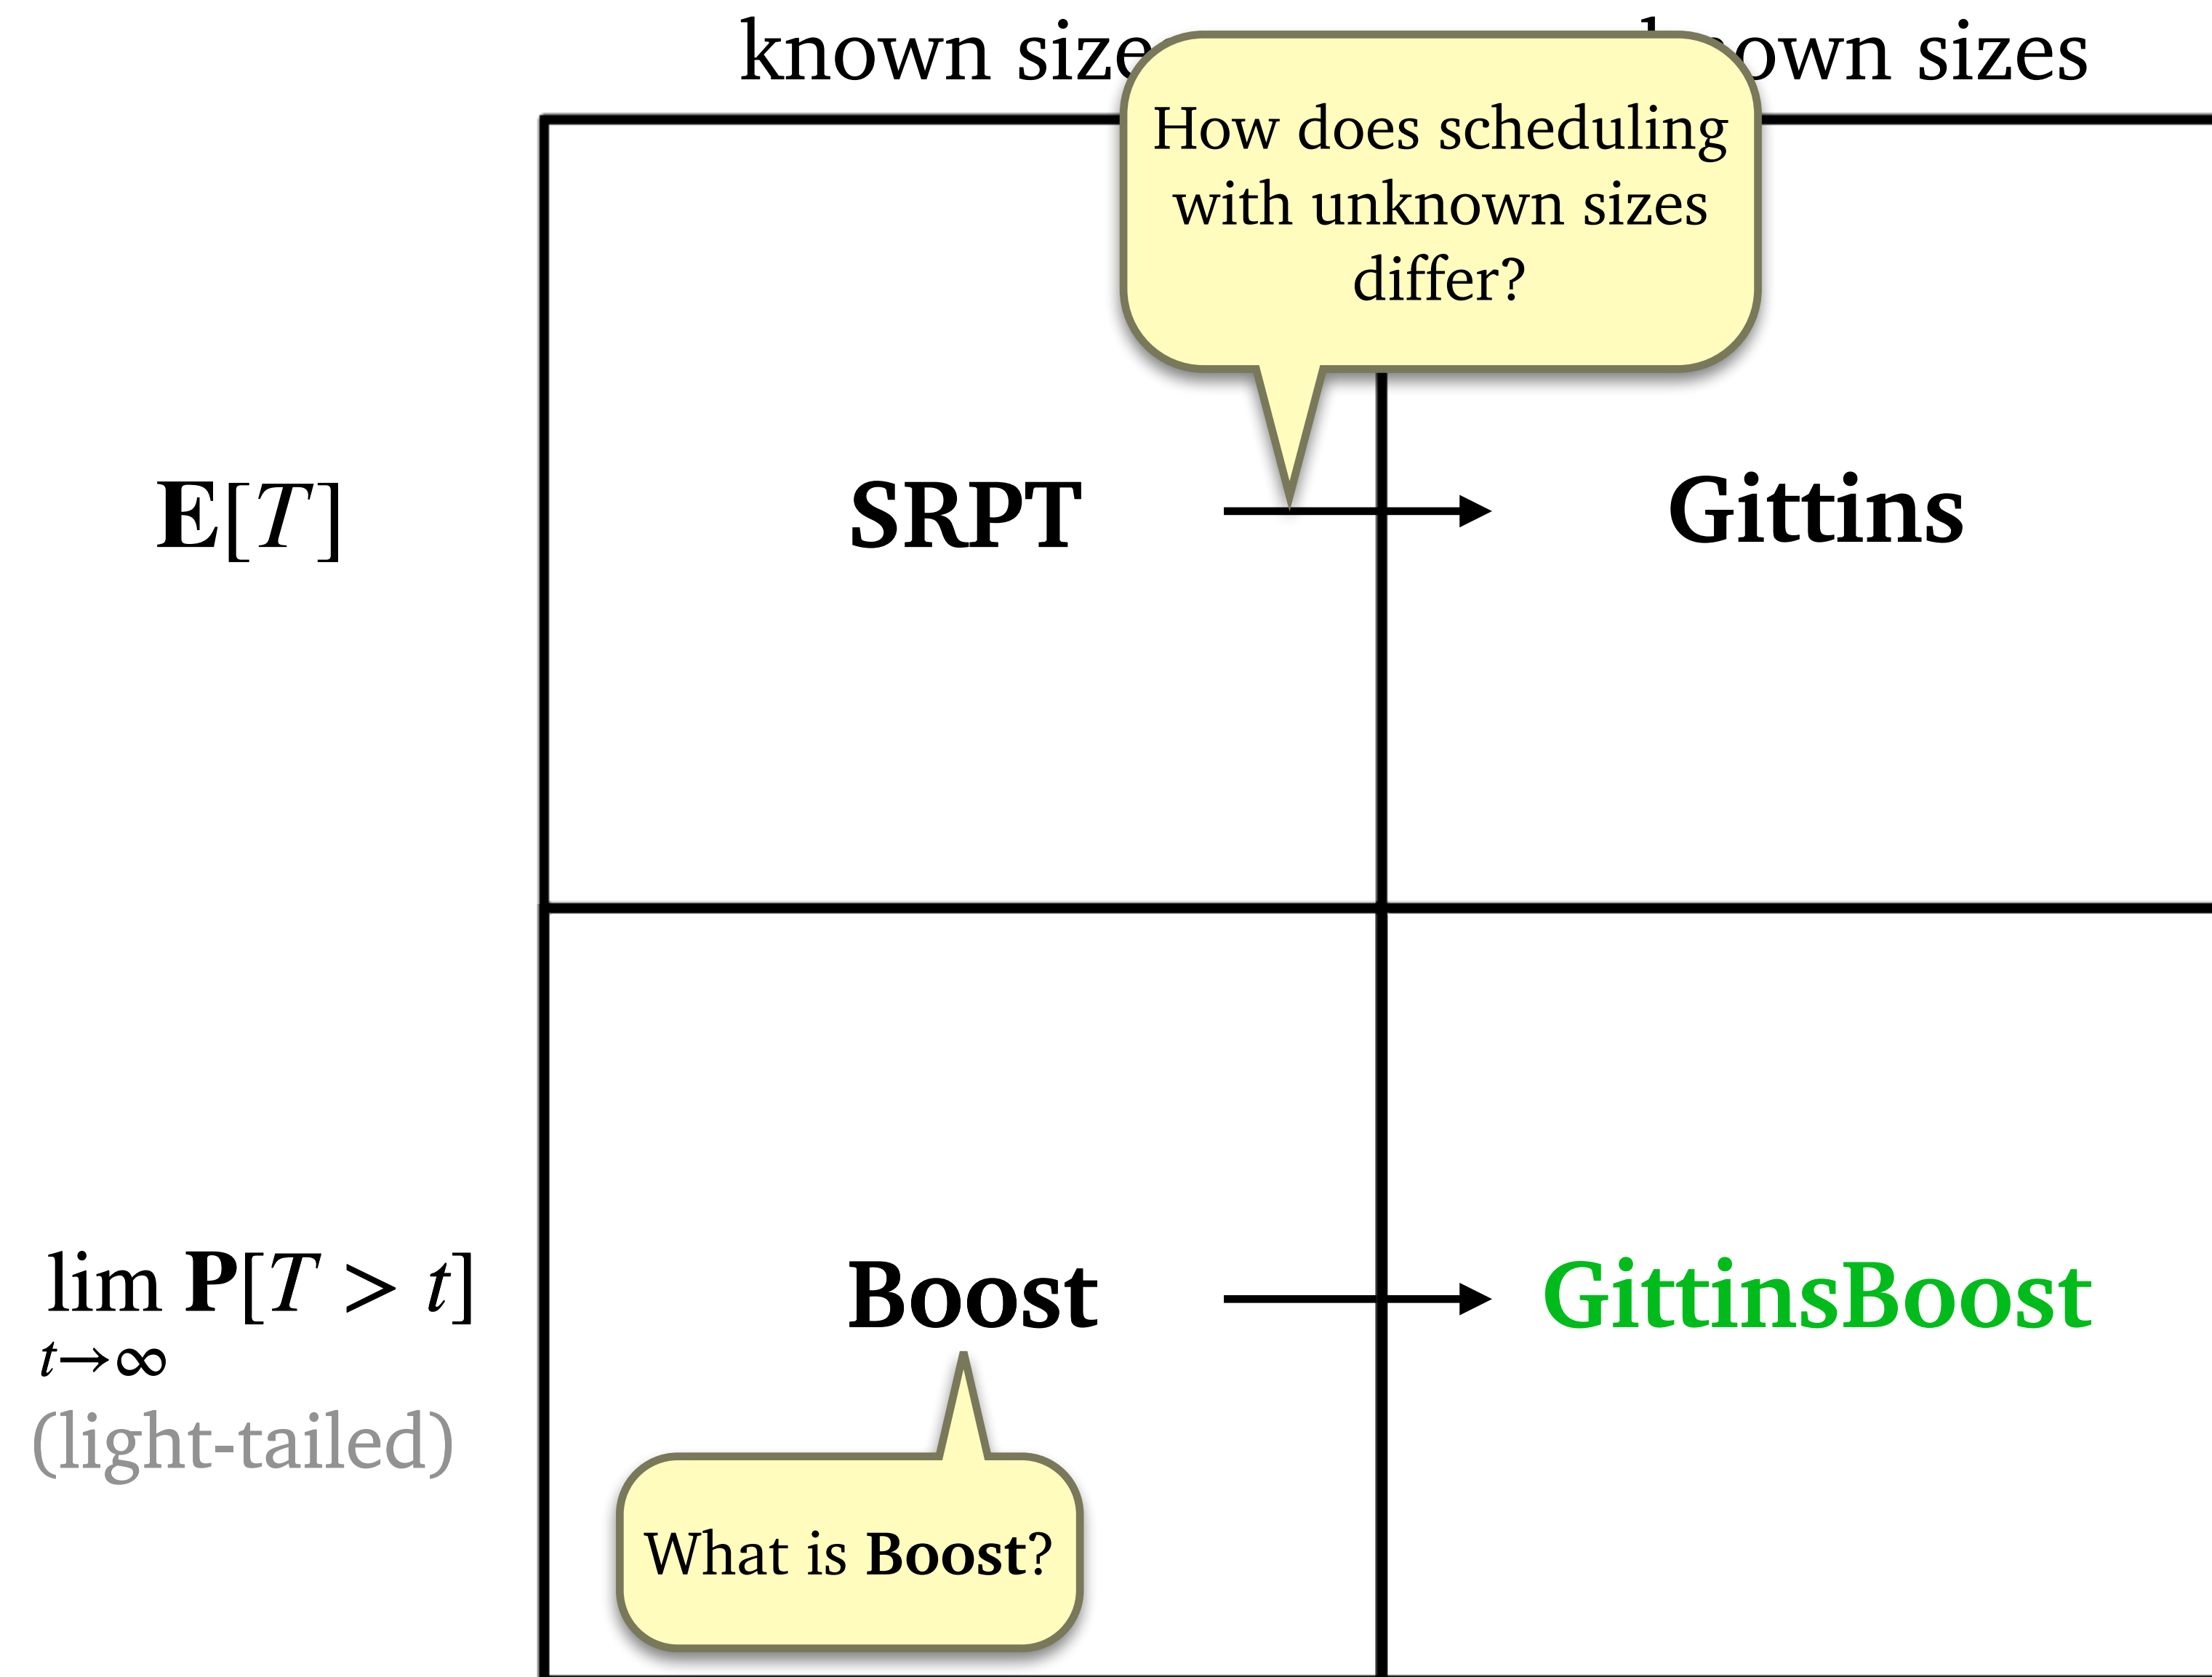 known size
own sizes
How does scheduling
with unknown sizes
differ?
E[T]
SRPT
Gittins
lim P[T > t]
t→∞
(light-tailed)
Boost
GittinsBoost
What is Boost?